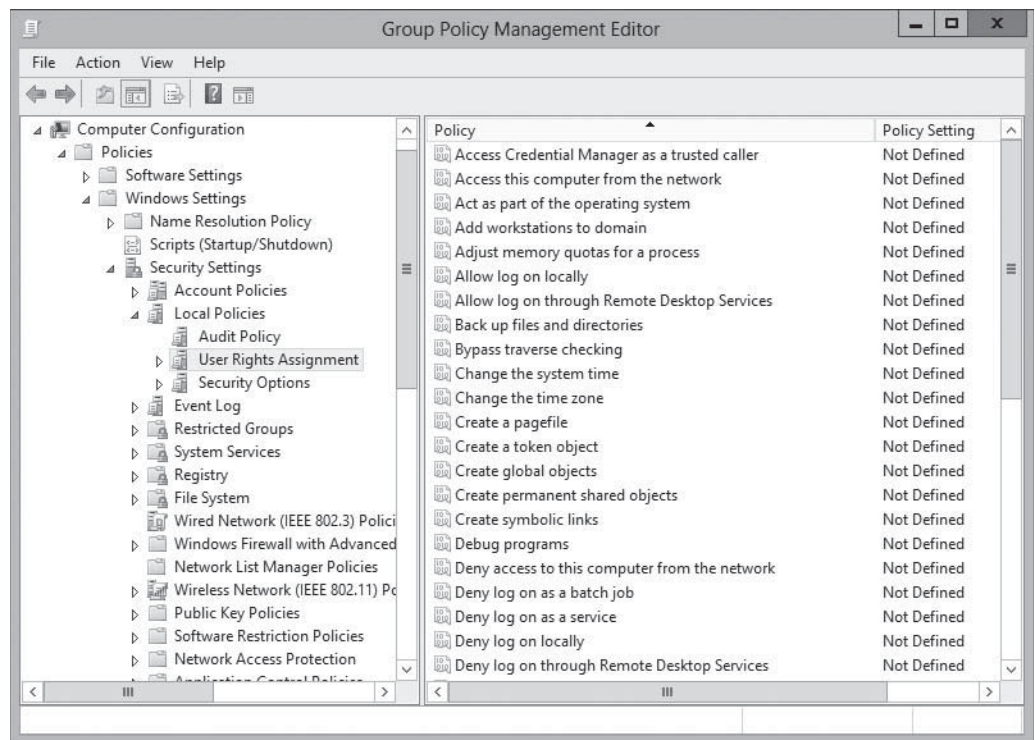 Group Policy Management Editor
File Action View Help
Computer Configuration
Policies
Software Settings
Windows Settings
Name Resolution Policy
Scripts (Startup/Shutdown)
Security Settings
Account Policies
Local Policies
Audit Policy
User Rights Assignment
Security Options
Event Log
Restricted Groups
System Services
Registry
File System
Wired Network (IEEE 802.3) Polici
Windows Firewall with Advanced
Network List Manager Policies
Wireless Network (IEEE 802.11) Po
Public Key Policies
Software Restriction Policies
Network Access Protection
Application Control Policies
Policy Policy Setting
Access Credential Manager as a trusted caller Not Defined
Access this computer from the network Not Defined
Act as part of the operating system Not Defined
Add workstations to domain Not Defined
Adjust memory quotas for a process Not Defined
Allow log on locally Not Defined
Allow log on through Remote Desktop Services Not Defined
Back up files and directories Not Defined
Bypass traverse checking Not Defined
Change the system time Not Defined
Change the time zone Not Defined
Create a pagefile Not Defined
Create a token object Not Defined
Create global objects Not Defined
Create permanent shared objects Not Defined
Create symbolic links Not Defined
Debug programs Not Defined
Deny access to this computer from the network Not Defined
Deny log on as a batch job Not Defined
Deny log on as a service Not Defined
Deny log on locally Not Defined
Deny log on through Remote Desktop Services Not Defined